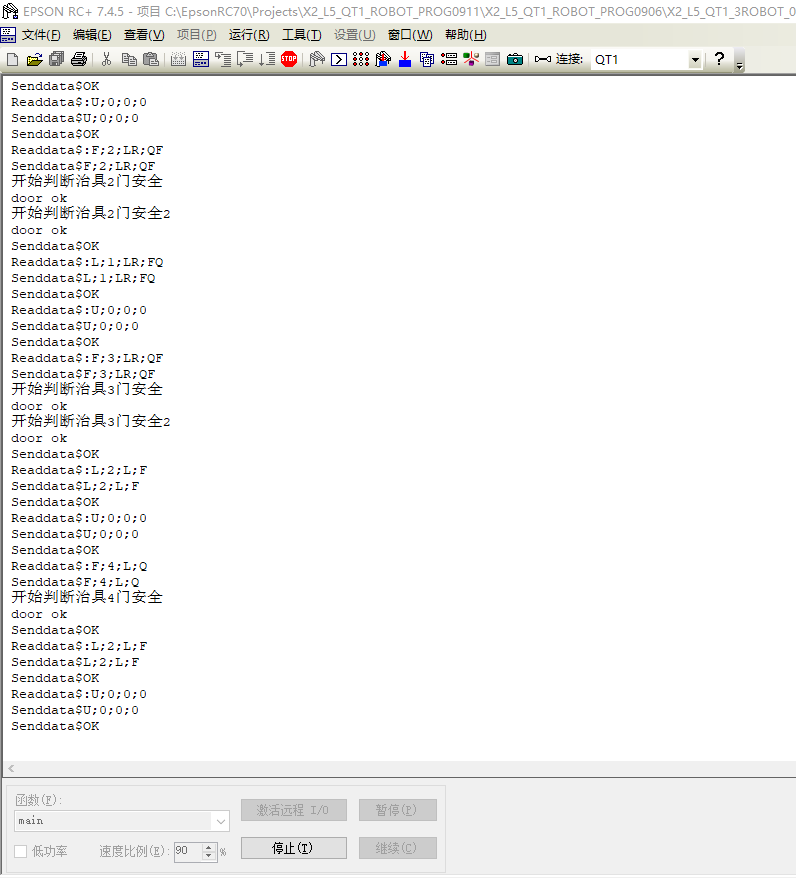 EPSON RC+ 7.4.5 - 项目 C:\EpsonRC70\Projects\X2_L5_QT1_ROBOT_PROG0911\X2_L5_QT1_ROBOT_PROG0906\X2_L5_QT1_3ROBOT_0
文件(F) 编辑(E) 查看(V) 项目(P) 运行(R) 工具(T) 设置(U) 窗口(W) 帮助(H)
STOP 连接: QT1 ?
Senddata$OK
Readdata$:U;0;0;0
Senddata$U;0;0;0
Senddata$OK
Readdata$:F;2;LR;QF
Senddata$F;2;LR;QF
开始判断治具2门安全
door ok
开始判断治具2门安全2
door ok
Senddata$OK
Readdata$:L;1;LR;FQ
Senddata$L;1;LR;FQ
Senddata$OK
Readdata$:U;0;0;0
Senddata$U;0;0;0
Senddata$OK
Readdata$:F;3;LR;QF
Senddata$F;3;LR;QF
开始判断治具3门安全
door ok
开始判断治具3门安全2
door ok
Senddata$OK
Readdata$:L;2;L;F
Senddata$L;2;L;F
Senddata$OK
Readdata$:U;0;0;0
Senddata$U;0;0;0
Senddata$OK
Readdata$:F;4;L;Q
Senddata$F;4;L;Q
开始判断治具4门安全
door ok
Senddata$OK
Readdata$:L;2;L;F
Senddata$L;2;L;F
Senddata$OK
Readdata$:U;0;0;0
Senddata$U;0;0;0
Senddata$OK
函数(F):
main
激活远程 I/O 暂停(P)
低功率 速度比例(E): 90 %
停止(T) 继续(C)